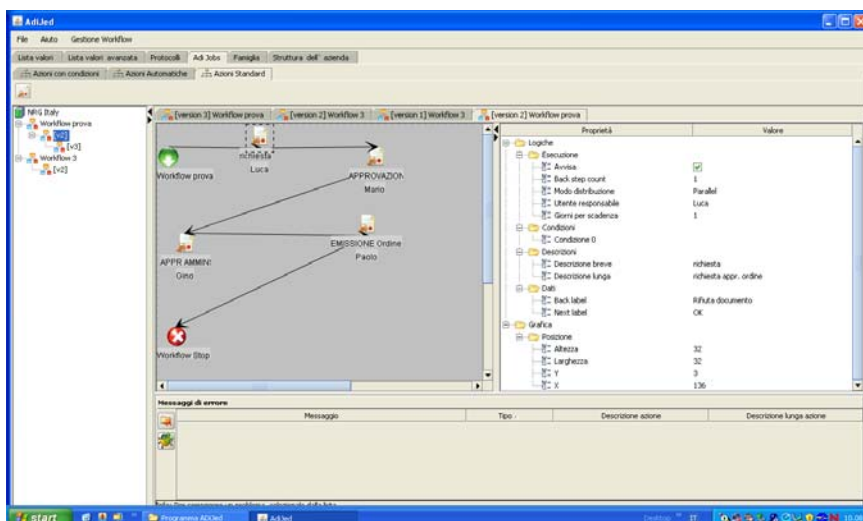 AdiJed
File Aiuto Gestione Workflow
Lista valori Lista valori avanzata Protocolli Adi Jobs Famiglia Struttura dell' azienda
Azioni con condizioni Azioni Automatiche Azioni Standard
NRG Italy
Workflow prova
[v2]
[v3]
Workflow 3
[v2]
[version 3] Workflow prova [version 2] Workflow 3 [version 1] Workflow 3 [version 2] Workflow prova
richiesta
Luca
Workflow prova
APPROVAZION
Mario
EMISSIONE Ordine
Paolo
APPR AMMINI
Gino
Workflow Stop
Proprietà Valore
Logiche
Esecuzione
Avvisa
Back step count 1
Modo distribuzione Parallel
Utente responsabile Luca
Giorni per scadenza 1
Condizioni
Condizione 0
Descrizioni
Descrizione breve richiesta
Descrizione lunga richiesta appr. ordine
Dati
Back label Rifiuta documento
Next label OK
Grafica
Posizione
Altezza 32
Larghezza 32
Y 3
X 136
Messaggi di errore
Messaggio Tipo Descrizione azione Descrizione lunga azione
start Programma ADIJed AdiJed Desktop IT